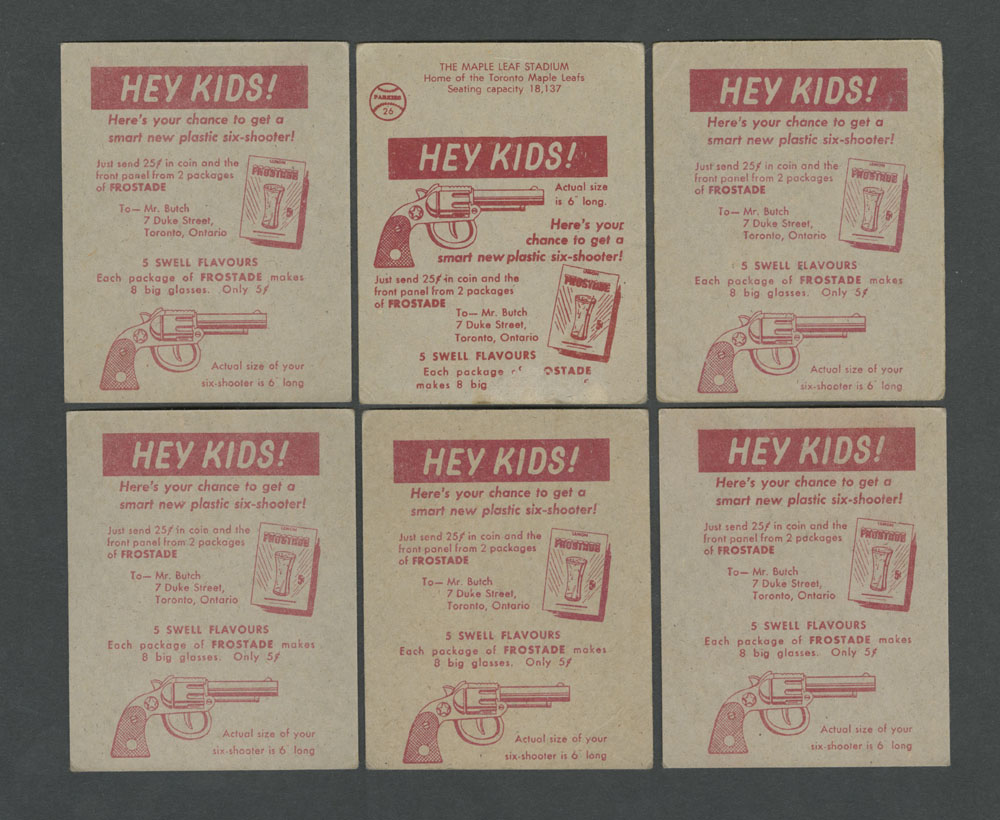 HEY KIDS!
Here's your chance to get a
smart new plastic six-shooter!
Just send 25¢ in coin and the
front panel from 2 packages
of FROSTADE
FROSTADE
To— Mr. Butch
7 Duke Street,
Toronto, Ontario
5 SWELL FLAVOURS
Each package of FROSTADE makes
8 big glasses. Only 5¢
Actual size of your
six-shooter is 6" long
THE MAPLE LEAF STADIUM
Home of the Toronto Maple Leafs
Seating capacity 18,137
PARKIES
26
HEY KIDS!
Actual size
is 6" long.
Here's your
chance to get a
smart new plastic six-shooter!
Just send 25¢ in coin and the
front panel from 2 packages
of FROSTADE
FROSTADE
To— Mr. Butch
7 Duke Street,
Toronto, Ontario
5 SWELL FLAVOURS
Each package OSTADE
makes 8 big
HEY KIDS!
Here's your chance to get a
smart new plastic six-shooter!
Just send 25¢ in coin and the
front panel from 2 packages
of FROSTADE
FROSTADE
To— Mr. Butch
7 Duke Street,
Toronto, Ontario
5 SWELL FLAVOURS
Each package of FROSTADE makes
8 big glasses. Only 5¢
Actual size of your
six-shooter is 6" long
HEY KIDS!
Here's your chance to get a
smart new plastic six-shooter!
Just send 25¢ in coin and the
front panel from 2 packages
of FROSTADE
FROSTADE
To— Mr. Butch
7 Duke Street,
Toronto, Ontario
5 SWELL FLAVOURS
Each package of FROSTADE makes
8 big glasses. Only 5¢
Actual size of your
six-shooter is 6" long
HEY KIDS!
Here's your chance to get a
smart new plastic six-shooter!
Just send 25¢ in coin and the
front panel from 2 packages
of FROSTADE
FROSTADE
To— Mr. Butch
7 Duke Street,
Toronto, Ontario
5 SWELL FLAVOURS
Each package of FROSTADE makes
8 big glasses. Only 5¢
Actual size of your
six-shooter is 6" long
HEY KIDS!
Here's your chance to get a
smart new plastic six-shooter!
Just send 25¢ in coin and the
front panel from 2 packages
of FROSTADE
FROSTADE
To— Mr. Butch
7 Duke Street,
Toronto, Ontario
5 SWELL FLAVOURS
Each package of FROSTADE makes
8 big glasses. Only 5¢
Actual size of your
six-shooter is 6" long